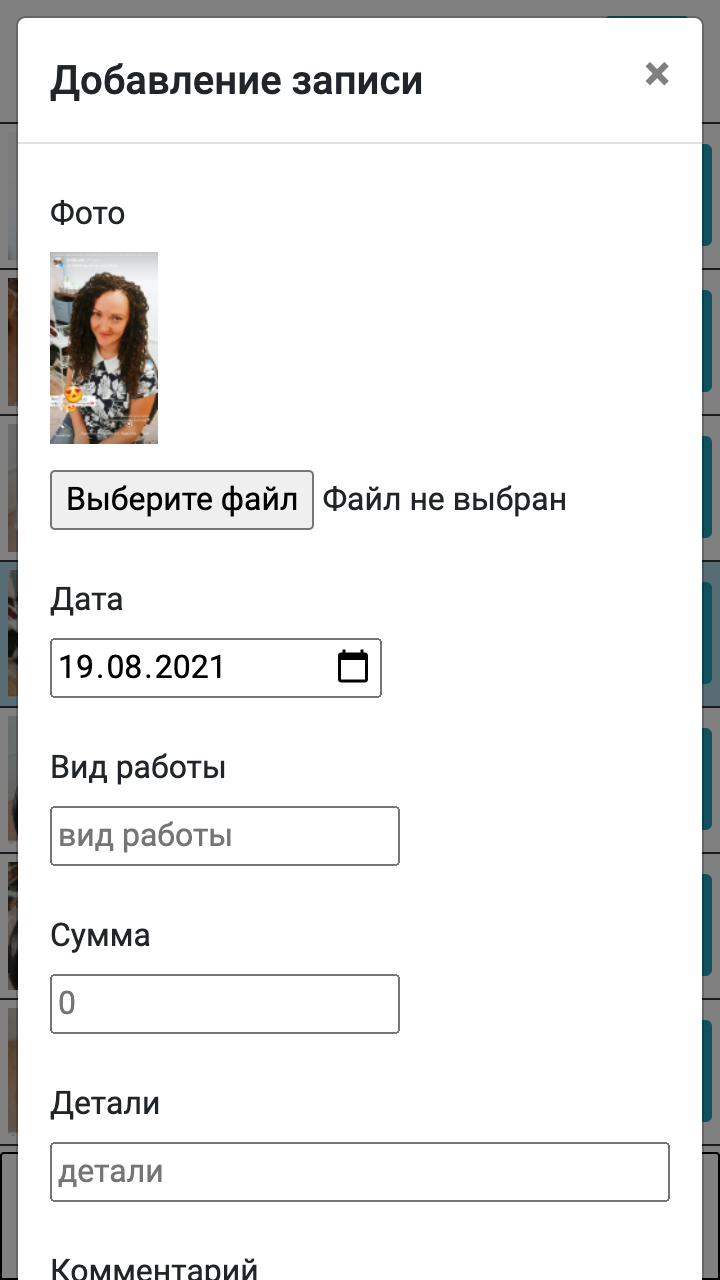 Добавление записи
×
Фото
Выберите файл Файл не выбран
Дата
19.08.2021
Вид работы
вид работы
Сумма
0
Детали
детали
Комментарий